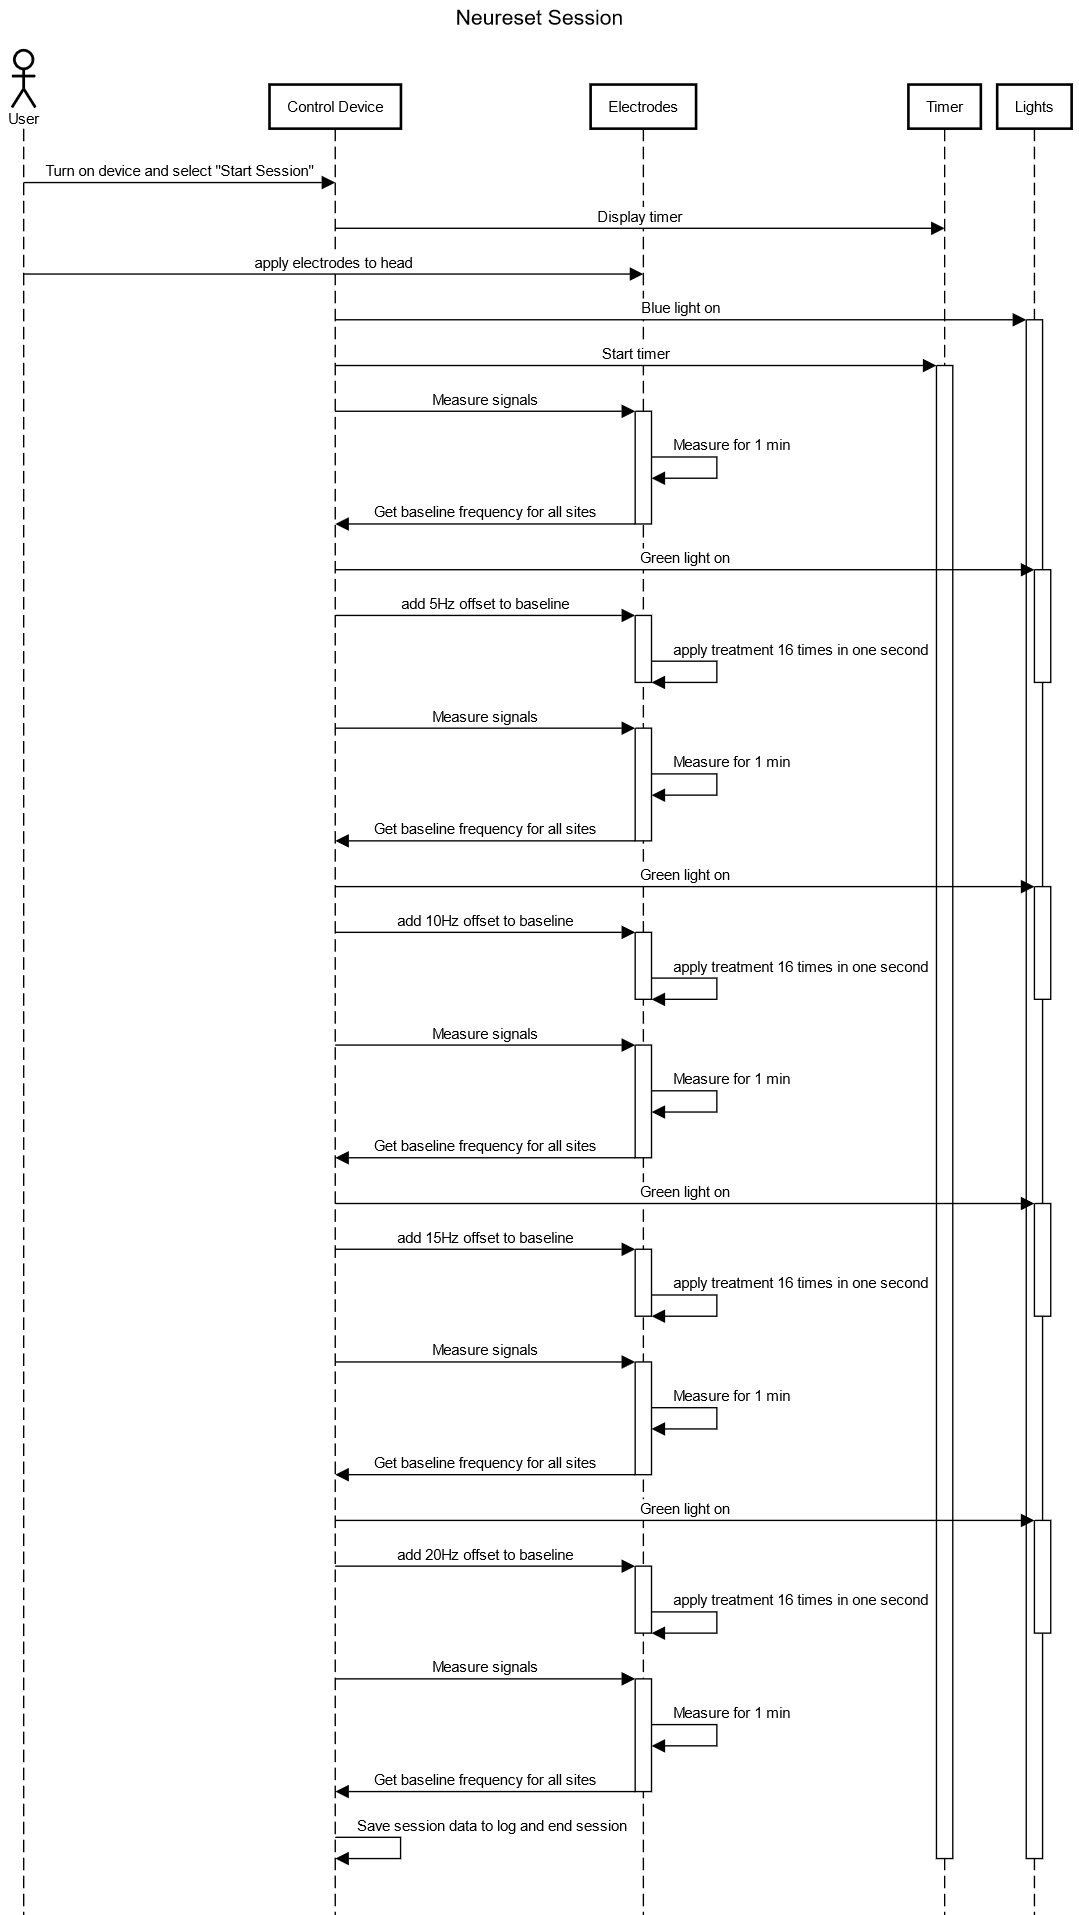 Neureset Session
User
Control Device
Electrodes
Timer
Lights
Turn on device and select "Start Session"
Display timer
apply electrodes to head
Blue light on
Start timer
Measure signals
Measure for 1 min
Get baseline frequency for all sites
Green light on
add 5Hz offset to baseline
apply treatment 16 times in one second
Measure signals
Measure for 1 min
Get baseline frequency for all sites
Green light on
add 10Hz offset to baseline
apply treatment 16 times in one second
Measure signals
Measure for 1 min
Get baseline frequency for all sites
Green light on
add 15Hz offset to baseline
apply treatment 16 times in one second
Measure signals
Measure for 1 min
Get baseline frequency for all sites
Green light on
add 20Hz offset to baseline
apply treatment 16 times in one second
Measure signals
Measure for 1 min
Get baseline frequency for all sites
Save session data to log and end session